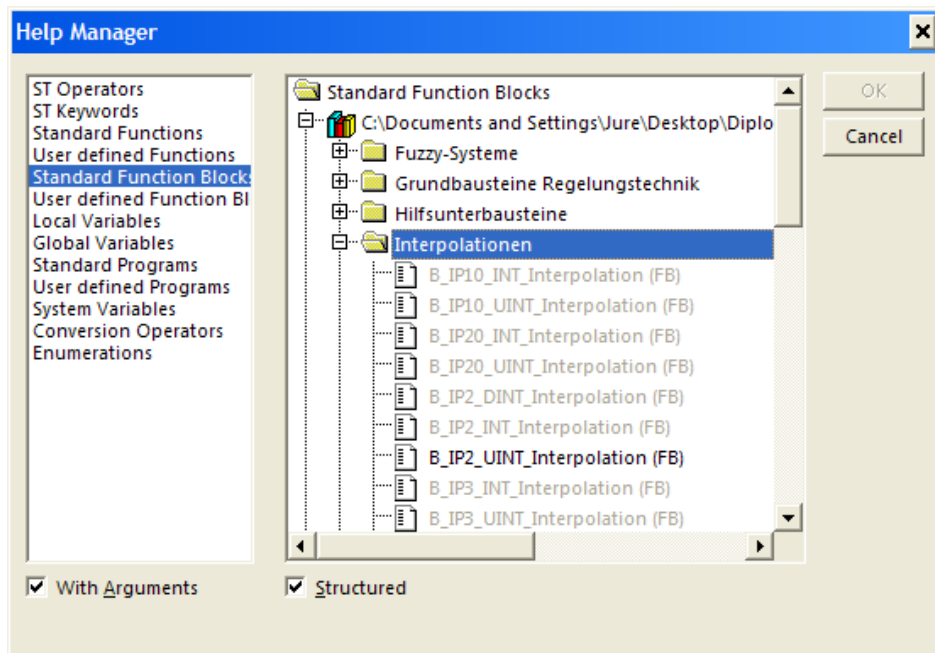 Help Manager
ST Operators
ST Keywords
Standard Functions
User defined Functions
Standard Function Blocks
User defined Function Bl
Local Variables
Global Variables
Standard Programs
User defined Programs
System Variables
Conversion Operators
Enumerations
With Arguments
Standard Function Blocks
C:\Documents and Settings\Jure\Desktop\Diplo
Fuzzy-Systeme
Grundbausteine Regelungstechnik
Hilfsunterbausteine
Interpolationen
B_IP10_INT_Interpolation (FB)
B_IP10_UINT_Interpolation (FB)
B_IP20_INT_Interpolation (FB)
B_IP20_UINT_Interpolation (FB)
B_IP2_DINT_Interpolation (FB)
B_IP2_INT_Interpolation (FB)
B_IP2_UINT_Interpolation (FB)
B_IP3_INT_Interpolation (FB)
B_IP3_UINT_Interpolation (FB)
Structured
OK
Cancel